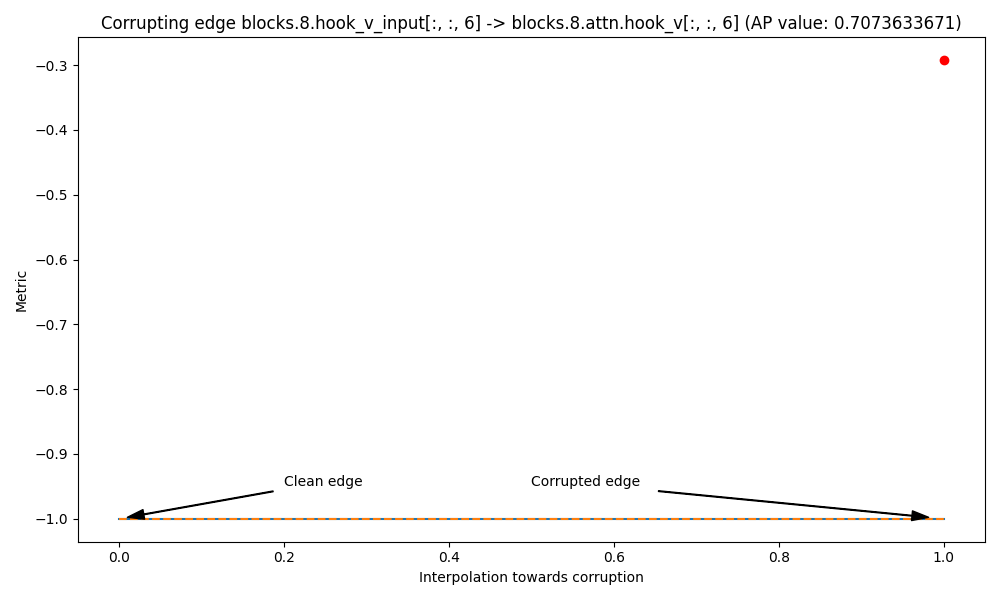 Corrupting edge blocks.8.hook_v_input[:, :, 6] -> blocks.8.attn.hook_v[:, :, 6] (AP value: 0.7073633671)
−0.3
−0.4
−0.5
−0.6
−0.7
−0.8
−0.9
−1.0
Metric
Clean edge
Corrupted edge
0.0 0.2 0.4 0.6 0.8 1.0
Interpolation towards corruption